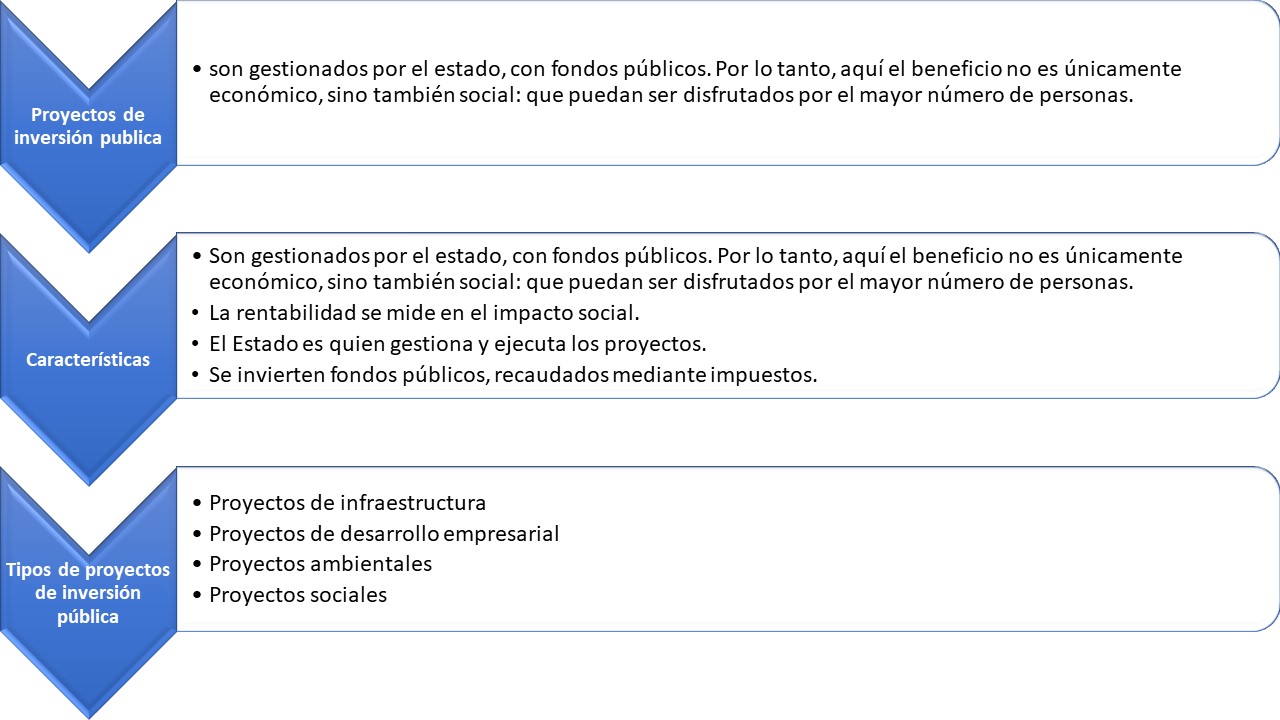 Proyectos de
inversión publica
• son gestionados por el estado, con fondos públicos. Por lo tanto, aquí el beneficio no es únicamente
económico, sino también social: que puedan ser disfrutados por el mayor número de personas.
Características
• Son gestionados por el estado, con fondos públicos. Por lo tanto, aquí el beneficio no es únicamente
económico, sino también social: que puedan ser disfrutados por el mayor número de personas.
• La rentabilidad se mide en el impacto social.
• El Estado es quien gestiona y ejecuta los proyectos.
• Se invierten fondos públicos, recaudados mediante impuestos.
Tipos de proyectos
de inversión
pública
• Proyectos de infraestructura
• Proyectos de desarrollo empresarial
• Proyectos ambientales
• Proyectos sociales